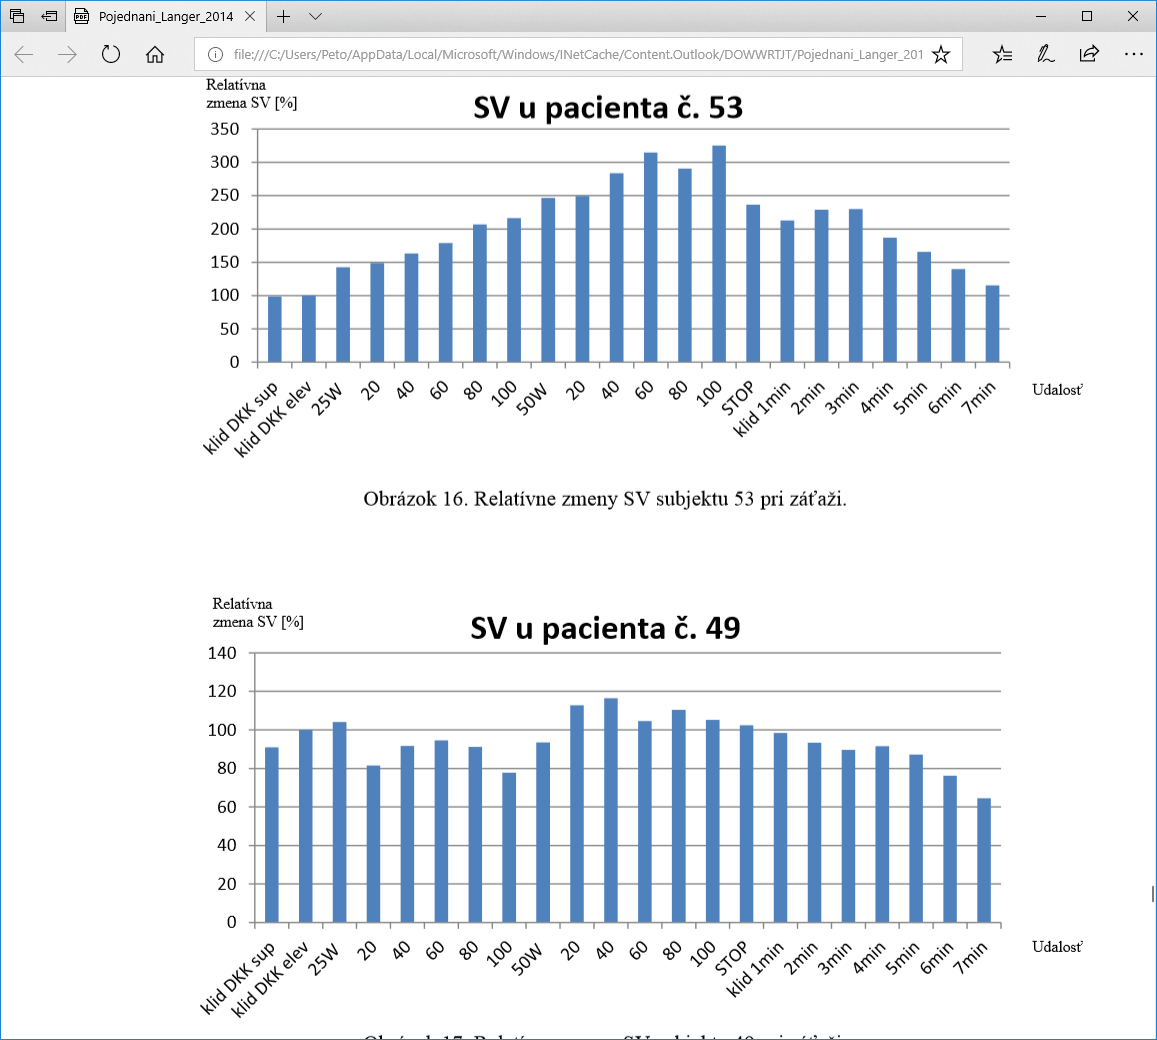 Pojednani_Langer_2014
file:///C:/Users/Peto/AppData/Local/Microsoft/Windows/INetCache/Content.Outlook/DOWWRTJT/Pojednani_Langer_201
Relatívna
zmena SV [%]
SV u pacienta č. 53
350
300
250
200
150
100
50
0
klid DKK sup
klid DKK elev
25W
20
40
60
80
100
50W
20
40
60
80
100
STOP
klid 1min
2min
3min
4min
5min
6min
7min
Udalosť
Obrázok 16. Relatívne zmeny SV subjektu 53 pri záťaži.
Relatívna
zmena SV [%]
SV u pacienta č. 49
140
120
100
80
60
40
20
0
klid DKK sup
klid DKK elev
25W
20
40
60
80
100
50W
20
40
60
80
100
STOP
klid 1min
2min
3min
4min
5min
6min
7min
Udalosť